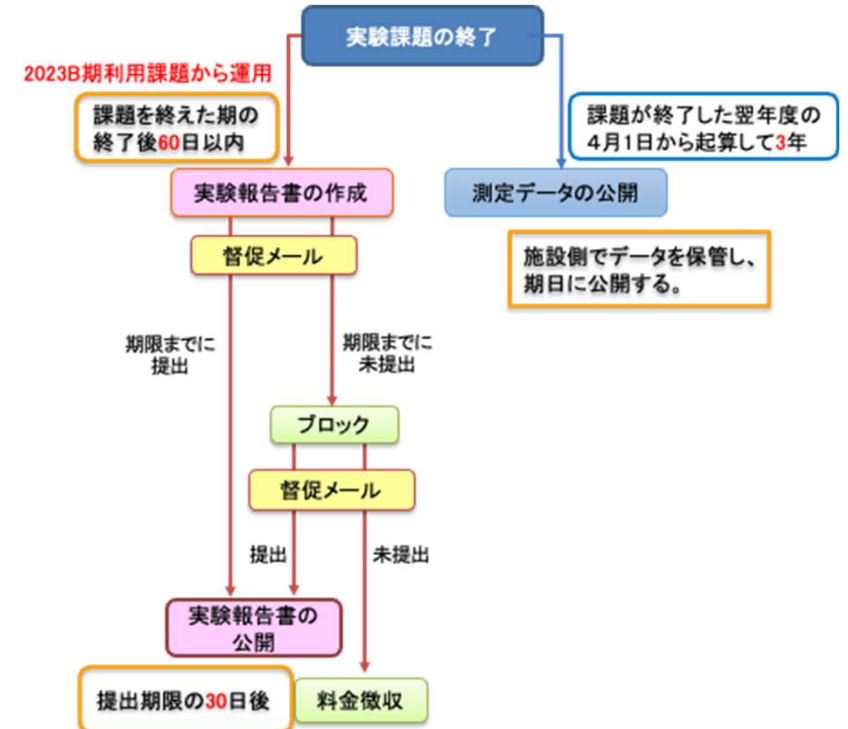 実験課題の終了
2023B期利用課題から運用
課題を終えた期の
終了後60日以内
課題が終了した翌年度の
４月1日から起算して3年
実験報告書の作成
測定データの公開
督促メール
施設側でデータを保管し、
期日に公開する。
期限までに
提出
期限までに
未提出
ブロック
督促メール
提出
未提出
実験報告書の
公開
提出期限の30日後
料金徴収